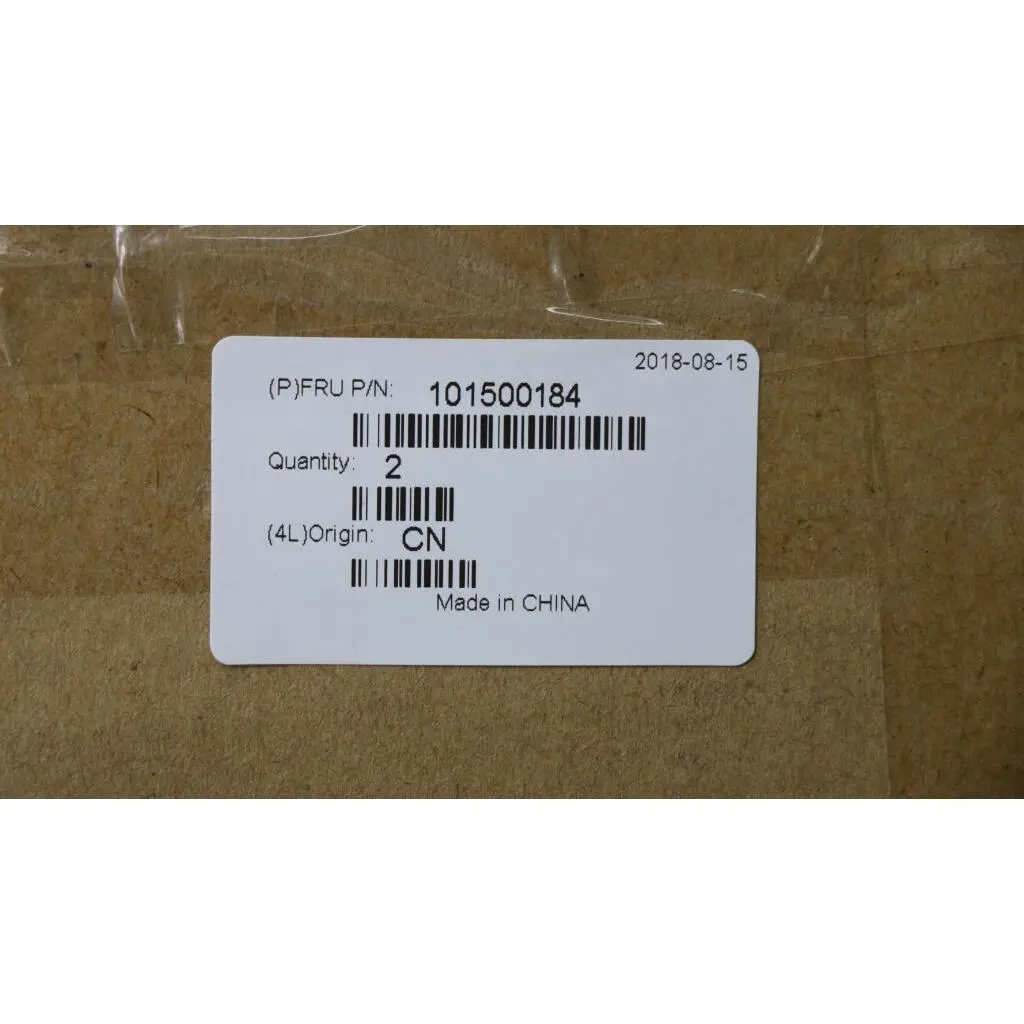 2018-08-15
(P)FRU P/N: 101500184
Quantity: 2
(4L)Origin: CN
Made in CHINA